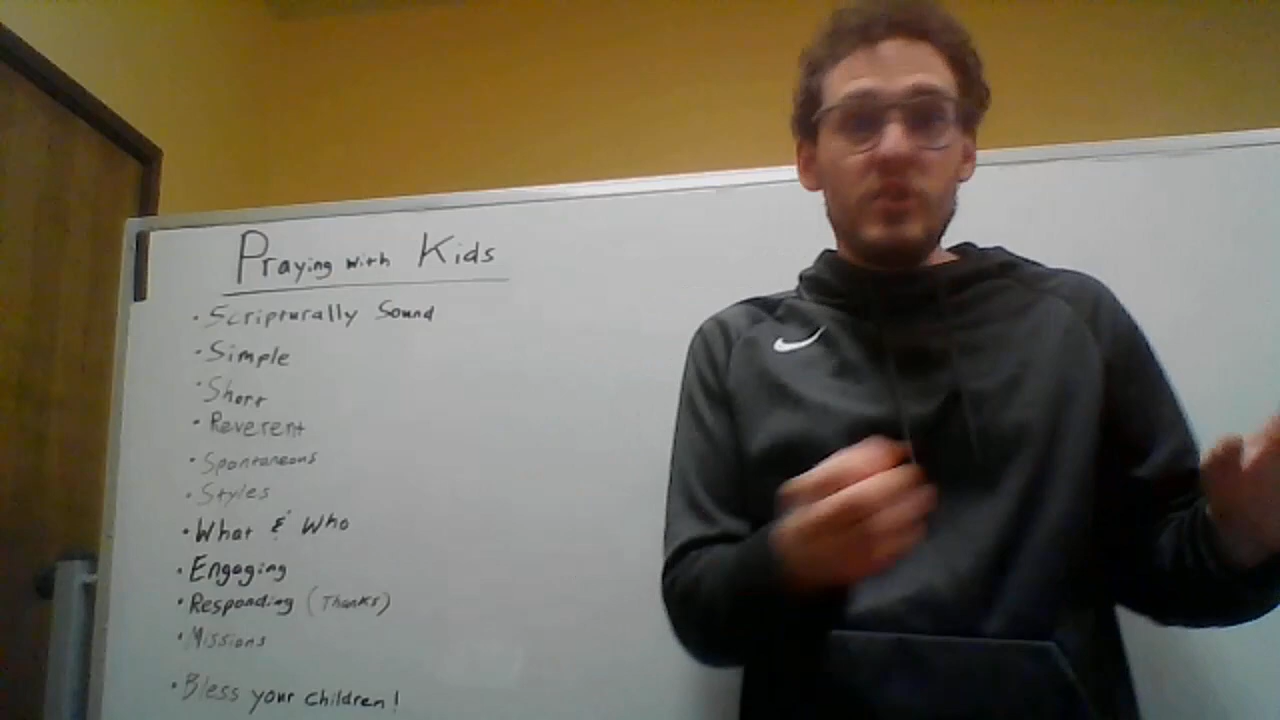 Praying with Kids
• Scripturally Sound
• Simple
• Short
• Reverent
• Spontaneous
• Styles
• What & Who
• Engaging
• Responding (Thanks)
• Missions
• Bless your children!